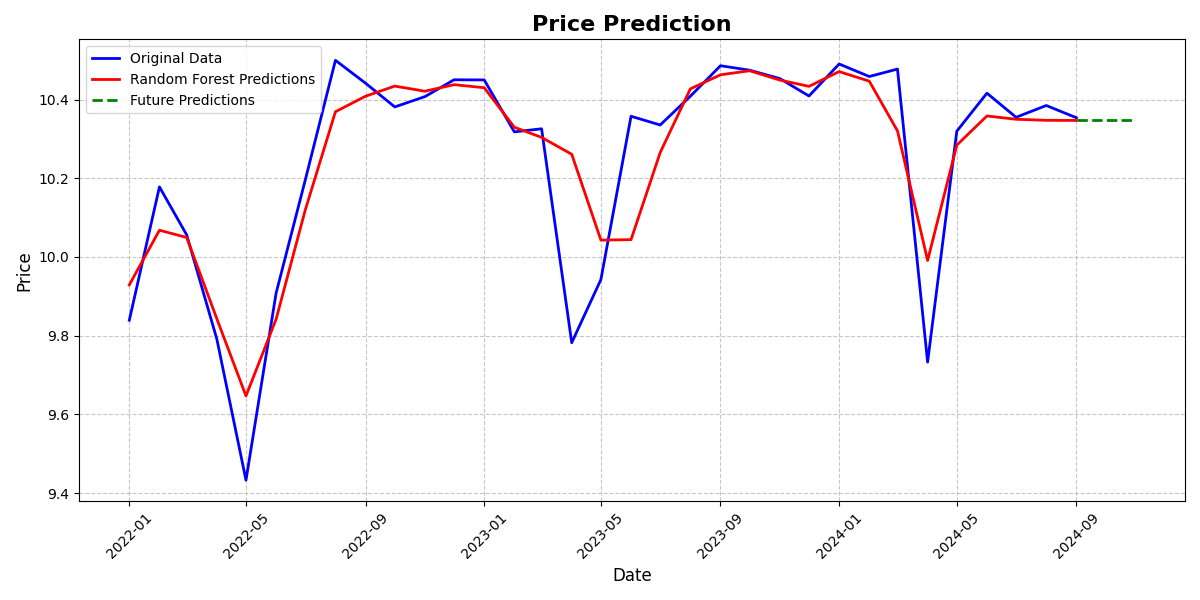 Price Prediction
Original Data
Random Forest Predictions
Future Predictions
Price
10.4
10.2
10.0
9.8
9.6
9.4
2022-01
2022-05
2022-09
2023-01
2023-05
2023-09
2024-01
2024-05
2024-09
Date